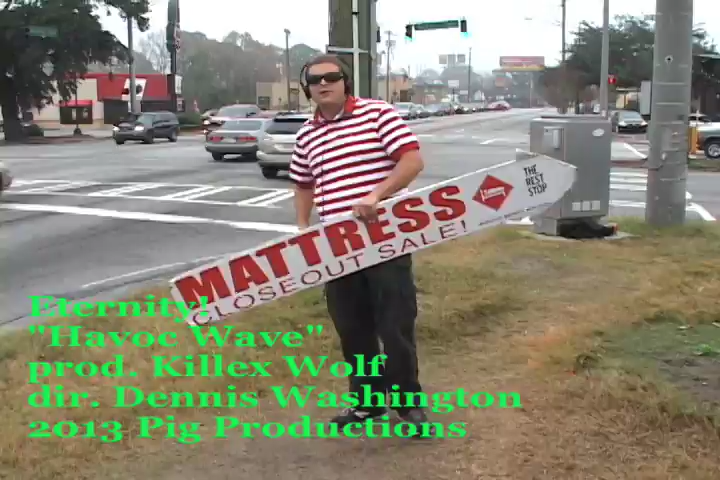 MATTRESS
CLOSEOUT SALE!
THE
REST
STOP
Eternity!
"Havoc Wave"
prod. Killex Wolf
dir. Dennis Washington
2013 Pig Productions